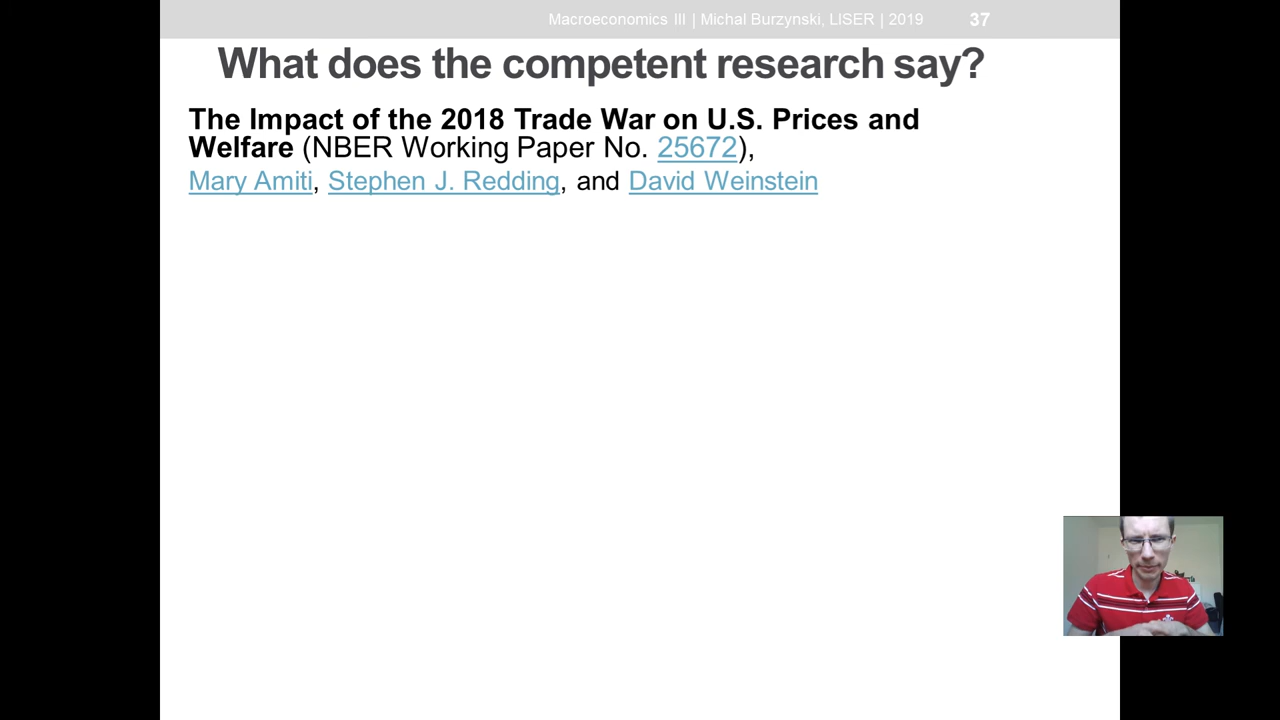 Macroeconomics III | Michal Burzynski, LISER | 2019 37
What does the competent research say?
The Impact of the 2018 Trade War on U.S. Prices and
Welfare (NBER Working Paper No. 25672),
Mary Amiti, Stephen J. Redding, and David Weinstein